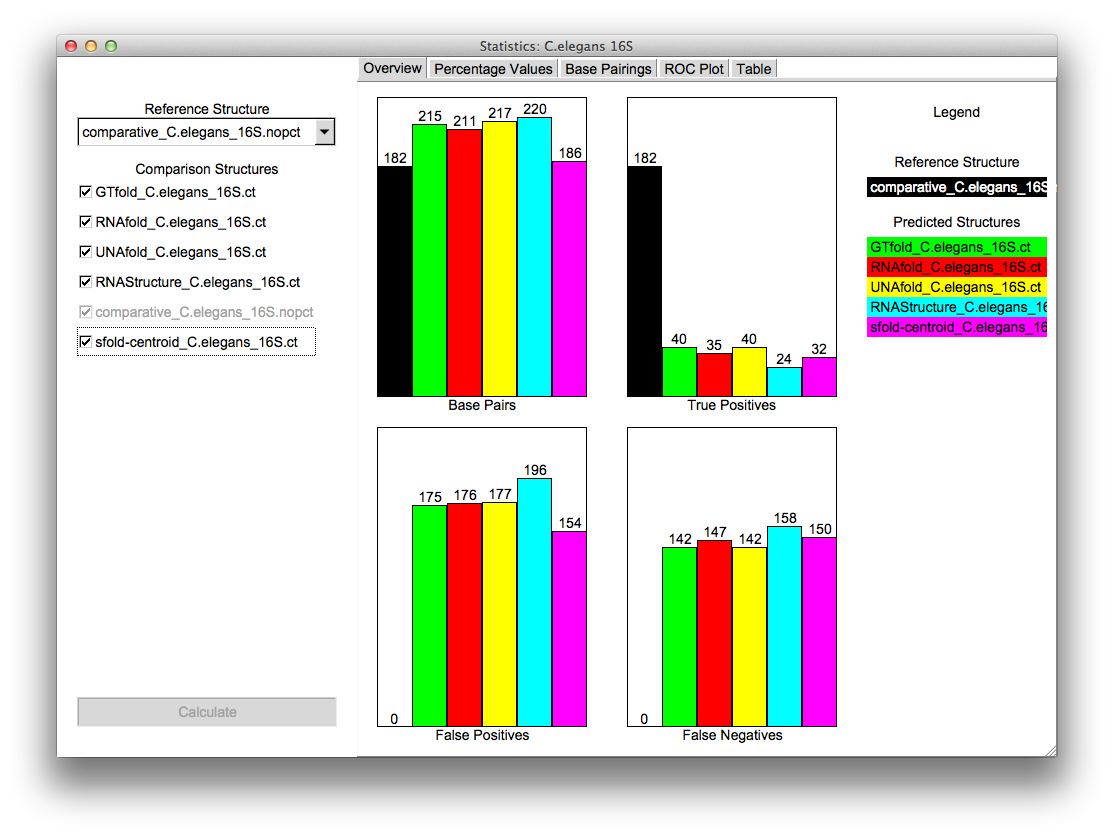 Statistics: C.elegans 16S
Overview
Percentage Values
Base Pairings
ROC Plot
Table
Reference Structure
comparative_C.elegans_16S.nopct
Comparison Structures
GTfold_C.elegans_16S.ct
RNAfold_C.elegans_16S.ct
UNAfold_C.elegans_16S.ct
RNAStructure_C.elegans_16S.ct
comparative_C.elegans_16S.nopct
sfold-centroid_C.elegans_16S.ct
Calculate
182
215
211
217
220
186
Base Pairs
182
40
35
40
24
32
True Positives
0
175
176
177
196
154
False Positives
0
142
147
142
158
150
False Negatives
Legend
Reference Structure
comparative_C.elegans_16S
Predicted Structures
GTfold_C.elegans_16S.ct
RNAfold_C.elegans_16S.ct
UNAfold_C.elegans_16S.ct
RNAStructure_C.elegans_16
sfold-centroid_C.elegans_16